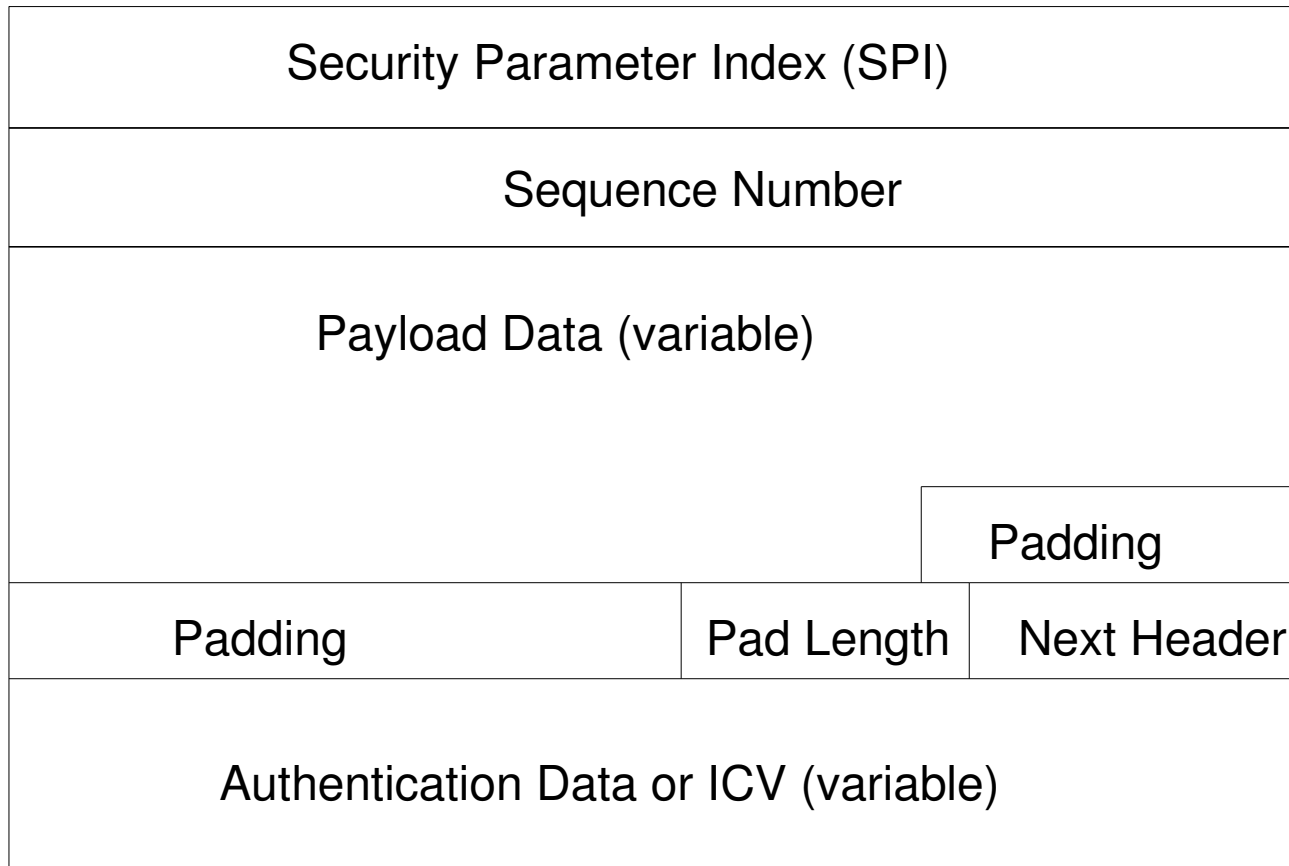 Security Parameter Index (SPI)
Sequence Number
Payload Data (variable)
Padding
Padding
Pad Length
Next Header
Authentication Data or ICV (variable)